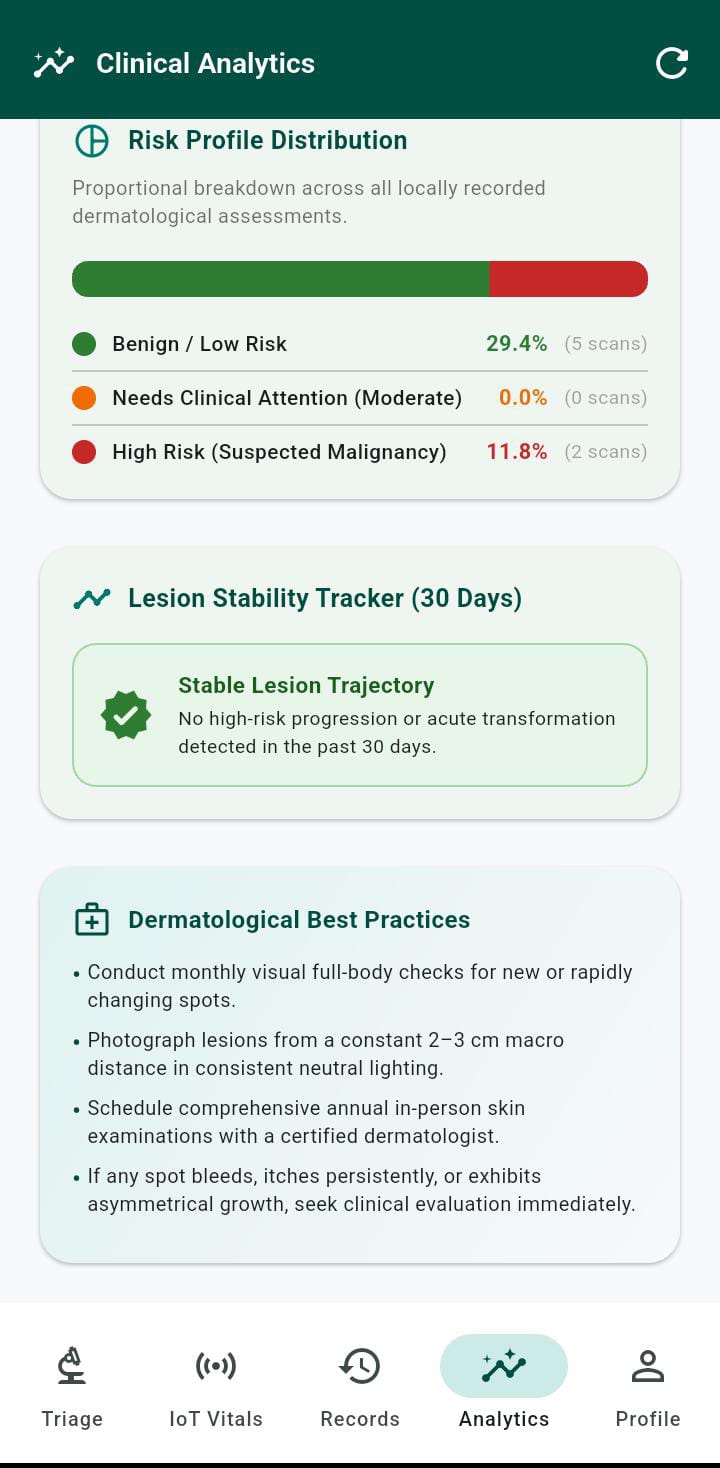 Clinical Analytics
Risk Profile Distribution
Proportional breakdown across all locally recorded
dermatological assessments.
Benign / Low Risk 29.4% (5 scans)
Needs Clinical Attention (Moderate) 0.0% (0 scans)
High Risk (Suspected Malignancy) 11.8% (2 scans)
Lesion Stability Tracker (30 Days)
Stable Lesion Trajectory
No high-risk progression or acute transformation
detected in the past 30 days.
Dermatological Best Practices
• Conduct monthly visual full-body checks for new or rapidly
changing spots.
• Photograph lesions from a constant 2–3 cm macro
distance in consistent neutral lighting.
• Schedule comprehensive annual in-person skin
examinations with a certified dermatologist.
• If any spot bleeds, itches persistently, or exhibits
asymmetrical growth, seek clinical evaluation immediately.
Triage IoT Vitals Records Analytics Profile